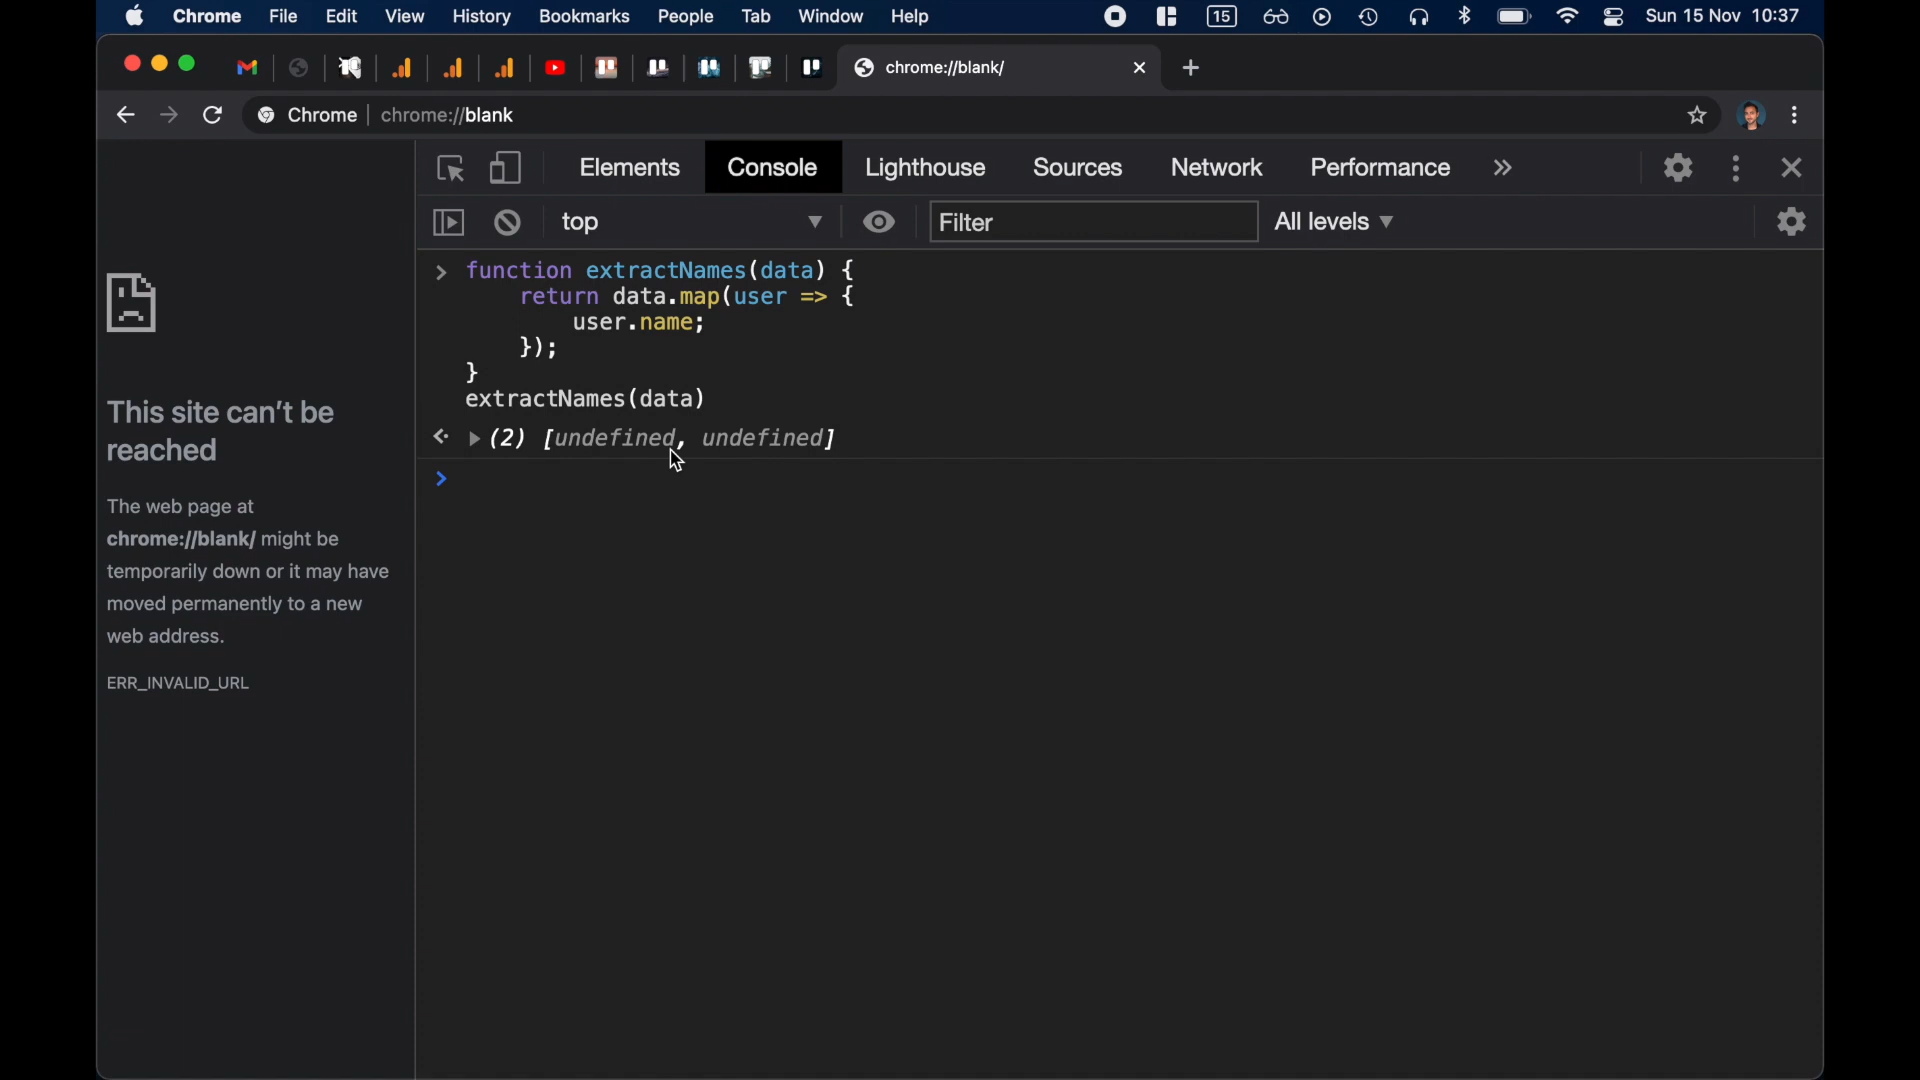 Chrome File Edit View History Bookmarks People Tab Window Help 15 Sun 15 Nov 10:37
chrome://blank/
Chrome | chrome://blank
Elements Console Lighthouse Sources Network Performance
top Filter All levels
function extractNames(data) {
return data.map(user => {
user.name;
});
}
extractNames(data)
(2) [undefined, undefined]
This site can't be
reached
The web page at
chrome://blank/ might be
temporarily down or it may have
moved permanently to a new
web address.
ERR_INVALID_URL